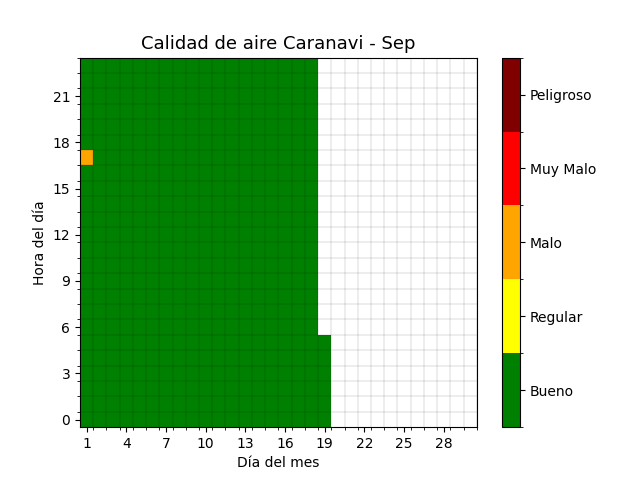 Calidad de aire Caranavi - Sep
Hora del día
21
18
15
12
9
6
3
0
1 4 7 10 13 16 19 22 25 28
Día del mes
Peligroso
Muy Malo
Malo
Regular
Bueno